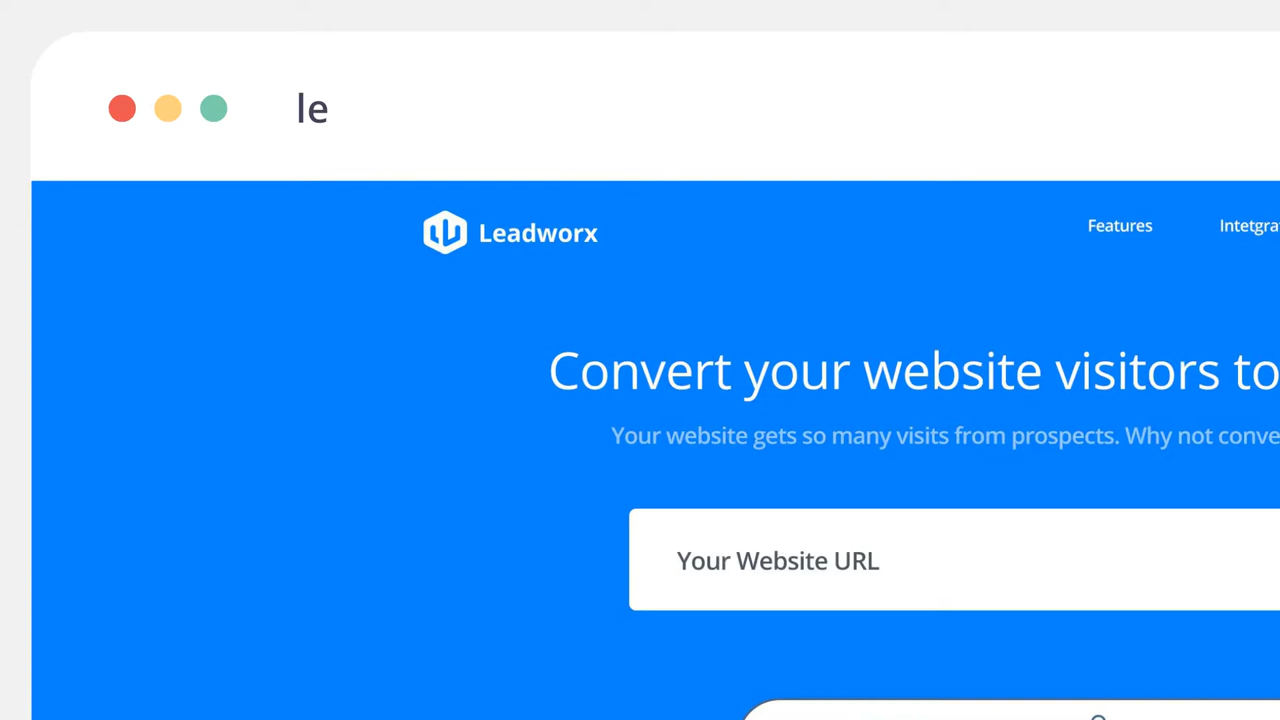 le
Leadworx
Features
Intetgra
Convert your website visitors to
Your website gets so many visits from prospects. Why not conve
Your Website URL